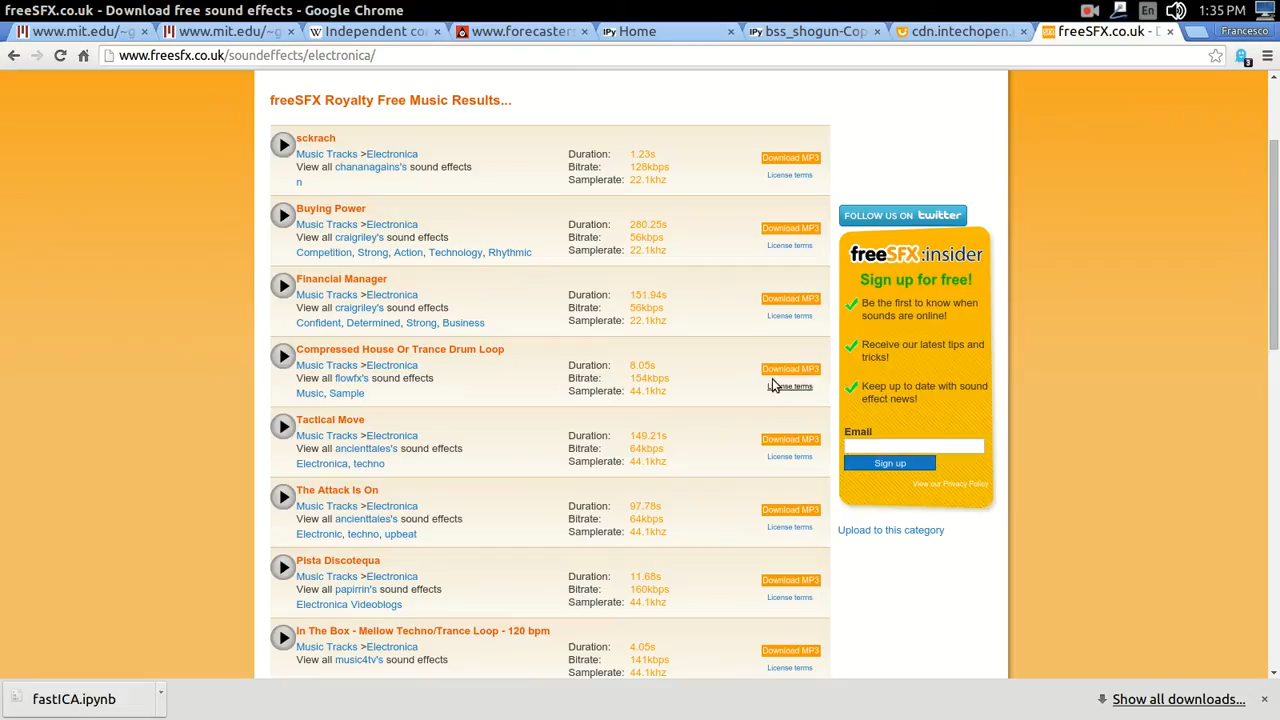 freeSFX.co.uk - Download free sound effects - Google Chrome
En
1:35 PM
www.mit.edu/~g
www.mit.edu/~g
Independent co
www.forecasters
IPy Home
IPy bss_shogun-Cop
cdn.intechopen.
freeSFX.co.uk - D
Francesco
www.freesfx.co.uk/soundeffects/electronica/
3
freeSFX Royalty Free Music Results...
sckrach
Music Tracks >Electronica
View all chananagains's sound effects
n
Duration: 1.23s
Bitrate: 128kbps
Samplerate: 22.1khz
Download MP3
License terms
Buying Power
Music Tracks >Electronica
View all craigriley's sound effects
Competition, Strong, Action, Technology, Rhythmic
Duration: 280.25s
Bitrate: 56kbps
Samplerate: 22.1khz
Download MP3
License terms
Financial Manager
Music Tracks >Electronica
View all craigriley's sound effects
Confident, Determined, Strong, Business
Duration: 151.94s
Bitrate: 56kbps
Samplerate: 22.1khz
Download MP3
License terms
Compressed House Or Trance Drum Loop
Music Tracks >Electronica
View all flowfx's sound effects
Music, Sample
Duration: 8.05s
Bitrate: 154kbps
Samplerate: 44.1khz
Download MP3
License terms
Tactical Move
Music Tracks >Electronica
View all ancienttales's sound effects
Electronica, techno
Duration: 149.21s
Bitrate: 64kbps
Samplerate: 44.1khz
Download MP3
License terms
The Attack Is On
Music Tracks >Electronica
View all ancienttales's sound effects
Electronic, techno, upbeat
Duration: 97.78s
Bitrate: 64kbps
Samplerate: 44.1khz
Download MP3
License terms
Pista Discotequa
Music Tracks >Electronica
View all papirrin's sound effects
Electronica Videoblogs
Duration: 11.68s
Bitrate: 160kbps
Samplerate: 44.1khz
Download MP3
License terms
In The Box - Mellow Techno/Trance Loop - 120 bpm
Music Tracks >Electronica
View all music4tv's sound effects
Duration: 4.05s
Bitrate: 141kbps
Samplerate: 44.1khz
Download MP3
License terms
FOLLOW US ON twitter
freeSFX:insider
Sign up for free!
Be the first to know when
sounds are online!
Receive our latest tips and
tricks!
Keep up to date with sound
effect news!
Email
Sign up
View our Privacy Policy
Upload to this category
fastICA.ipynb
Show all downloads...